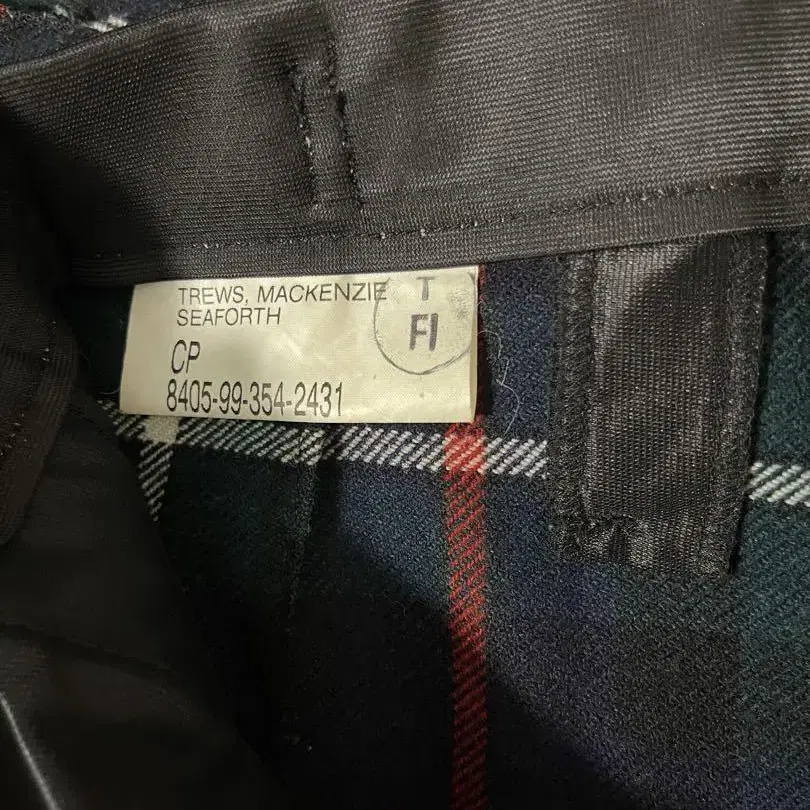 TREWS, MACKENZIE
SEAFORTH
T
FI
CP
8405-99-354-2431